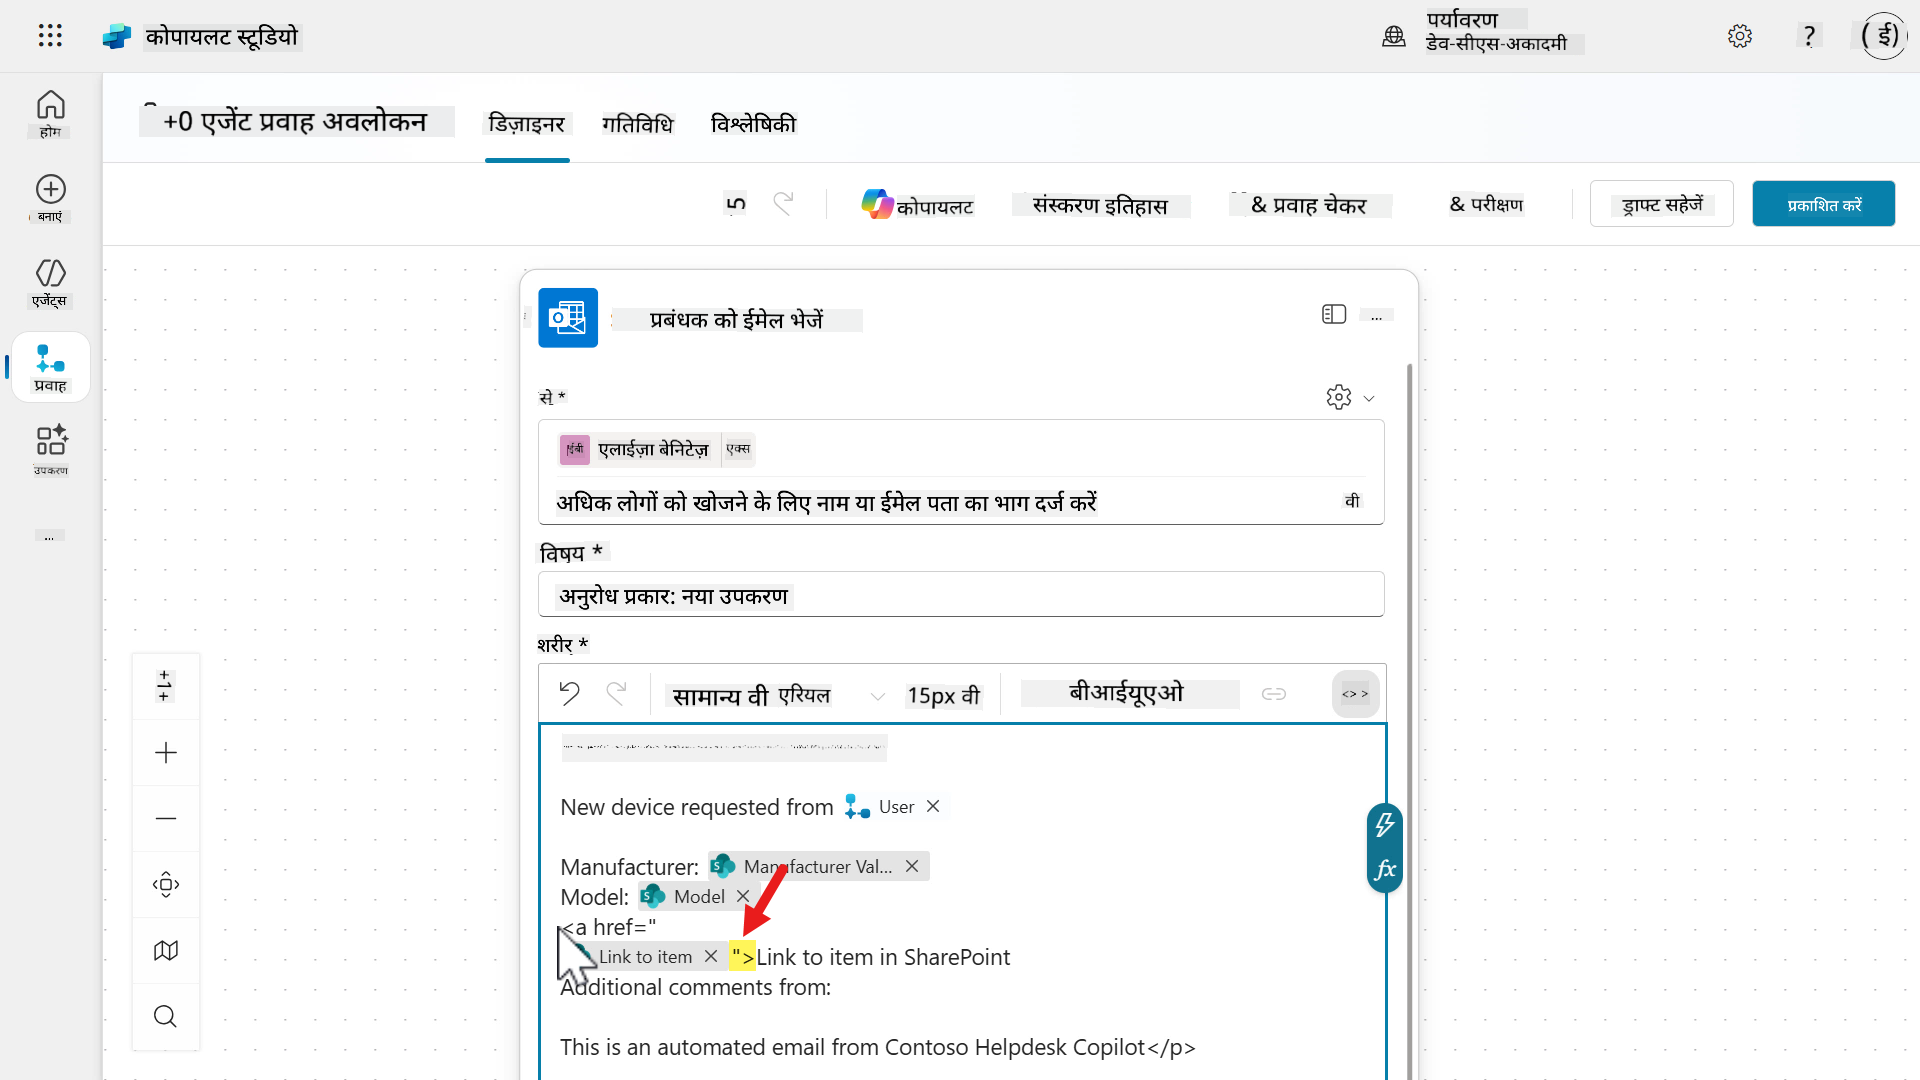 कोपायलट स्टूडियो
पर्यावरण
डेव-सीएस-अकादमी
?
( ई)
होम
बनाएं
एजेंट्स
प्रवाह
उपकरण
...
+0 एजेंट प्रवाह अवलोकन
डिज़ाइनर
गतिविधि
विश्लेषिकी
5
कोपायलट
संस्करण इतिहास
& प्रवाह चेकर
& परीक्षण
ड्राफ्ट सहेजें
प्रकाशित करें
प्रबंधक को ईमेल भेजें
...
से *
ईबी
एलाईज़ा बेनिटेज़
एक्स
अधिक लोगों को खोजने के लिए नाम या ईमेल पता का भाग दर्ज करें
वी
विषय *
अनुरोध प्रकार: नया उपकरण
शरीर *
सामान्य वी एरियल
15px वी
बीआईयूएओ
<> >
New device requested from User
Manufacturer: Manufacturer Val...
Model: Model
<a href="
Link to item ">Link to item in SharePoint
Additional comments from:
This is an automated email from Contoso Helpdesk Copilot</p>
fx